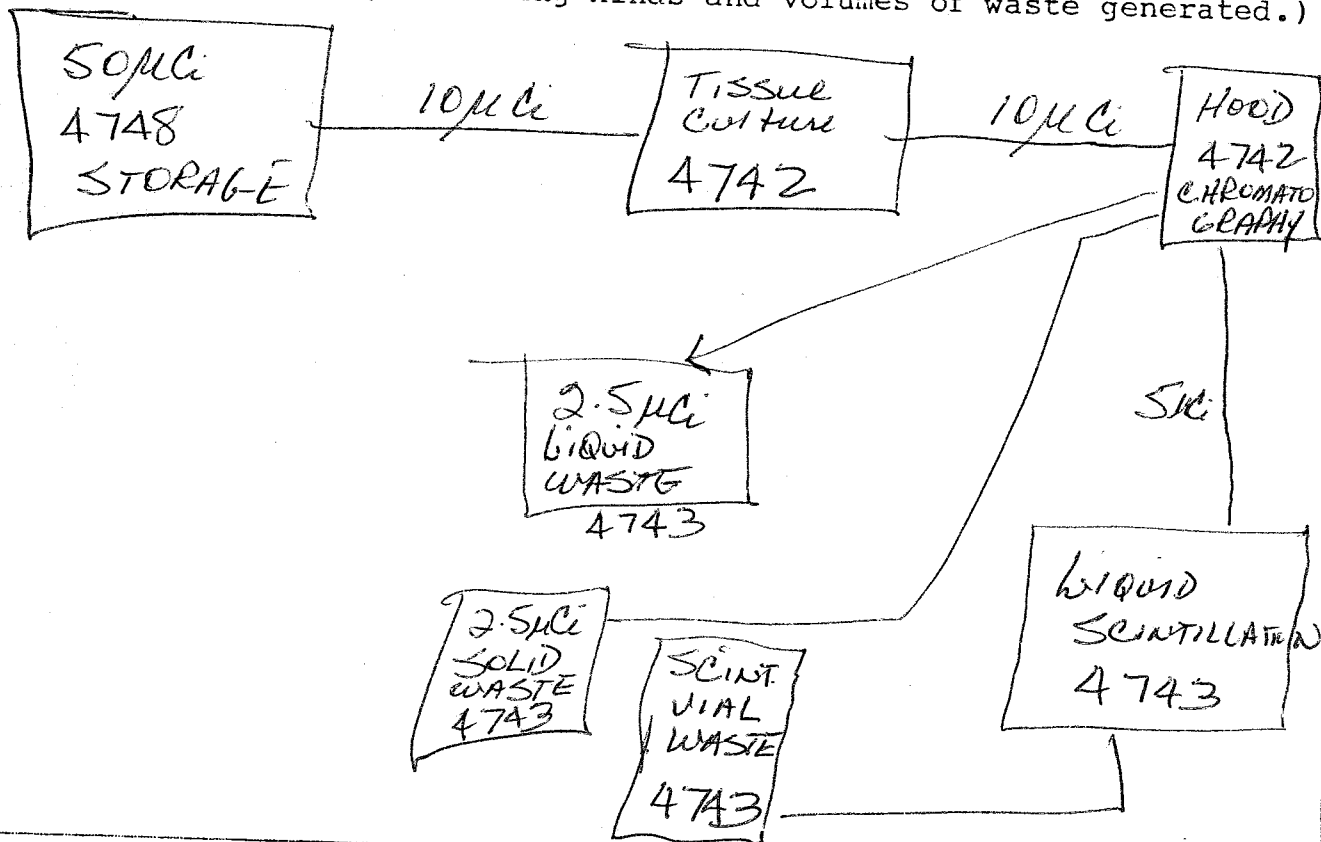 kinds and volumes of waste generated.)
50µCi
4748
STORAGE
10µCi
Tissue
Culture
4742
10µCi
HOOD
4742
CHROMATO
GRAPHY
2.5µCi
LIQUID
WASTE
4743
5µCi
2.5µCi
SOLID
WASTE
4743
SCINT.
VIAL
WASTE
4743
LIQUID
SCINTILLATION
4743